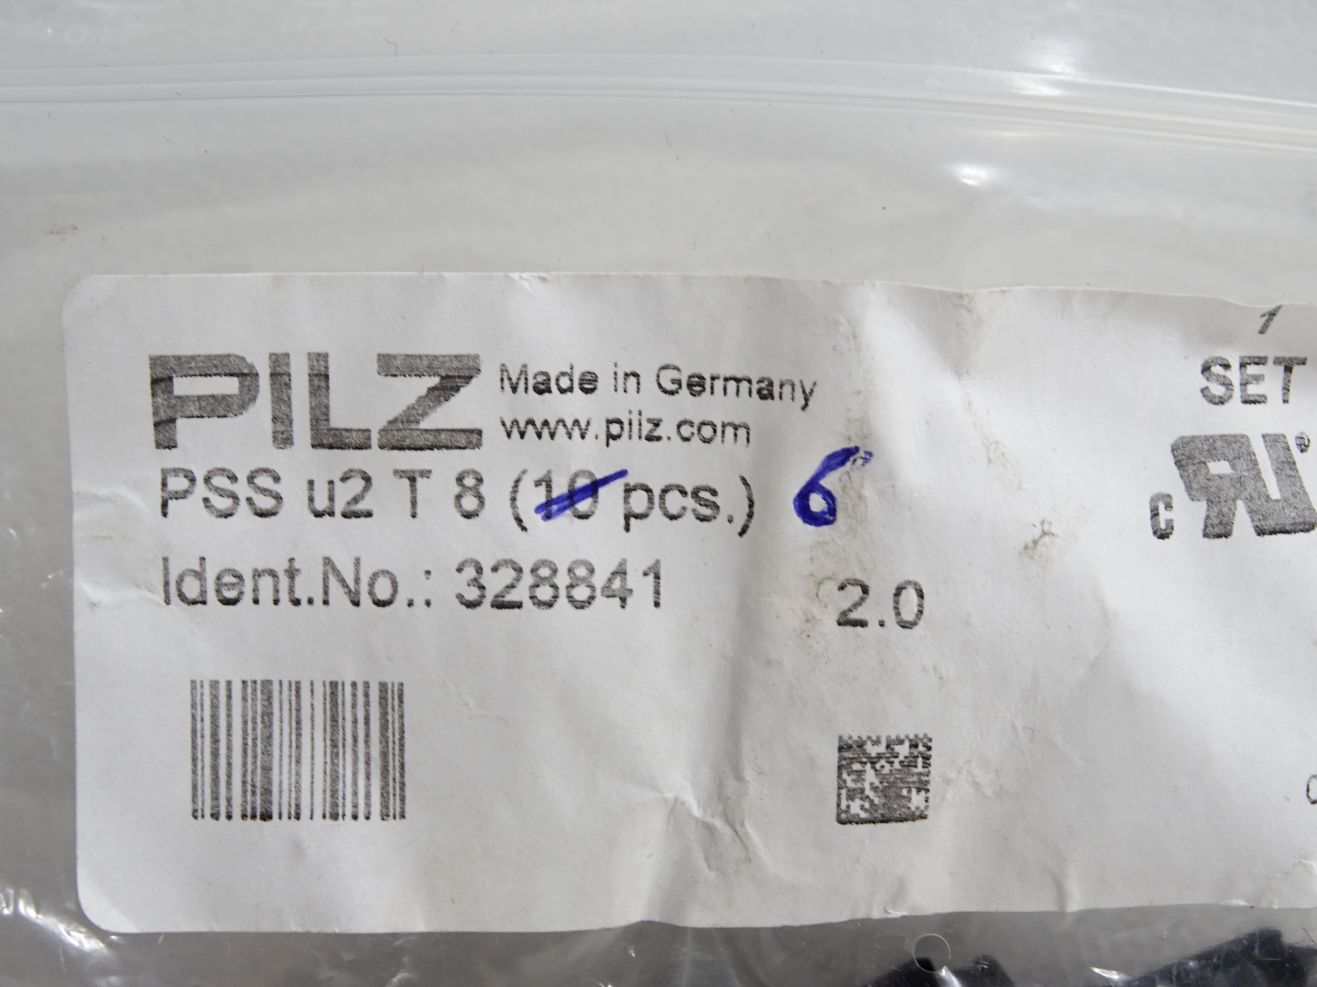 PILZ
Made in Germany
www.pilz.com
PSS u2 T 8 (10 pcs.) 6
Ident.No.: 328841
2.0
1
SET
c RU®